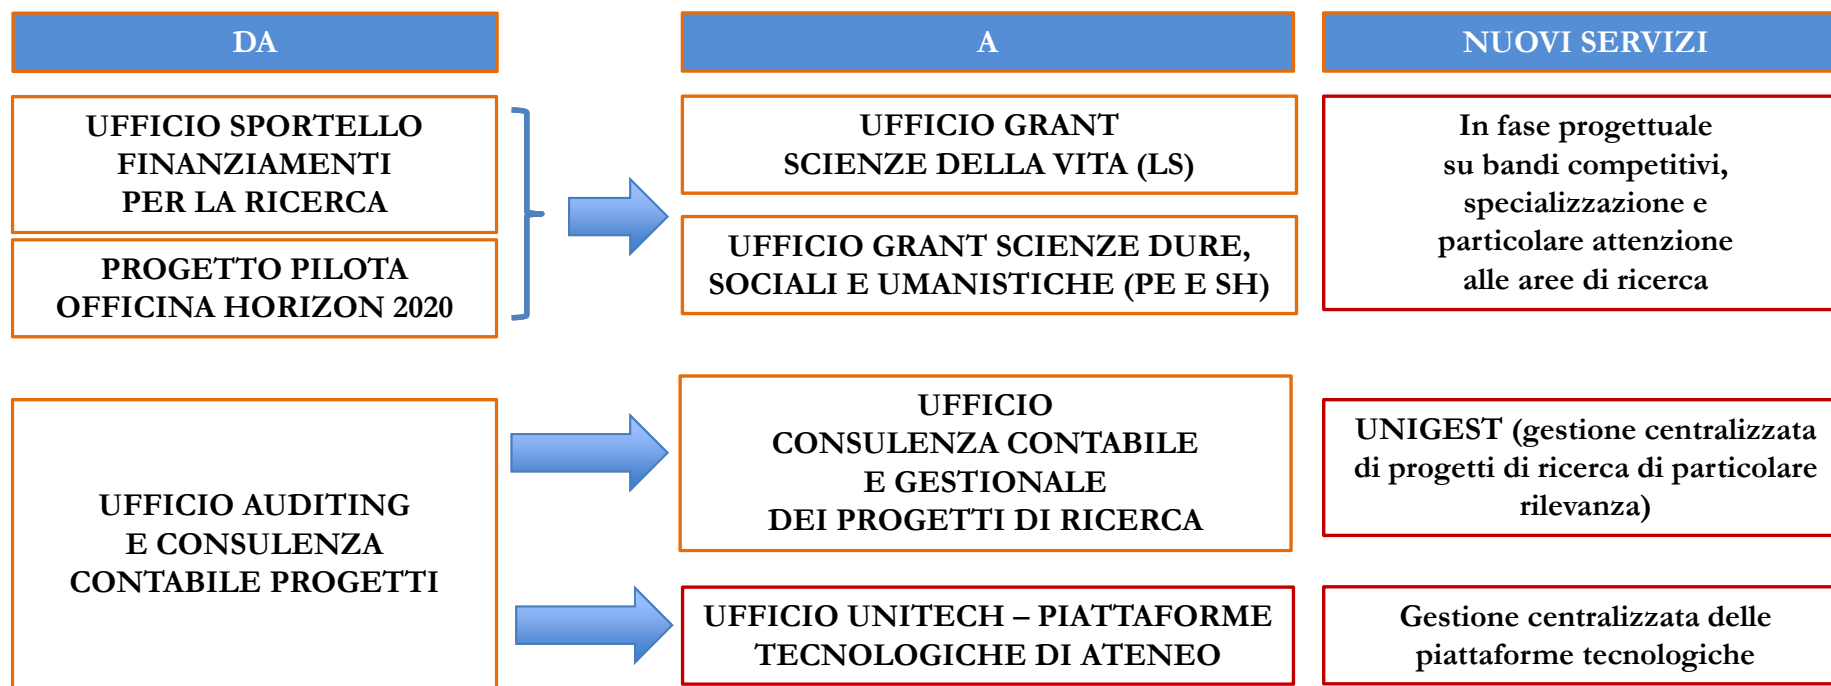 DA
A
NUOVI SERVIZI
UFFICIO SPORTELLO
FINANZIAMENTI
PER LA RICERCA
PROGETTO PILOTA
OFFICINA HORIZON 2020
UFFICIO GRANT
SCIENZE DELLA VITA (LS)
UFFICIO GRANT SCIENZE DURE,
SOCIALI E UMANISTICHE (PE E SH)
In fase progettuale
su bandi competitivi,
specializzazione e
particolare attenzione
alle aree di ricerca
UFFICIO AUDITING
E CONSULENZA
CONTABILE PROGETTI
UFFICIO
CONSULENZA CONTABILE
E GESTIONALE
DEI PROGETTI DI RICERCA
UNIGEST (gestione centralizzata
di progetti di ricerca di particolare
rilevanza)
UFFICIO UNITECH – PIATTAFORME
TECNOLOGICHE DI ATENEO
Gestione centralizzata delle
piattaforme tecnologiche